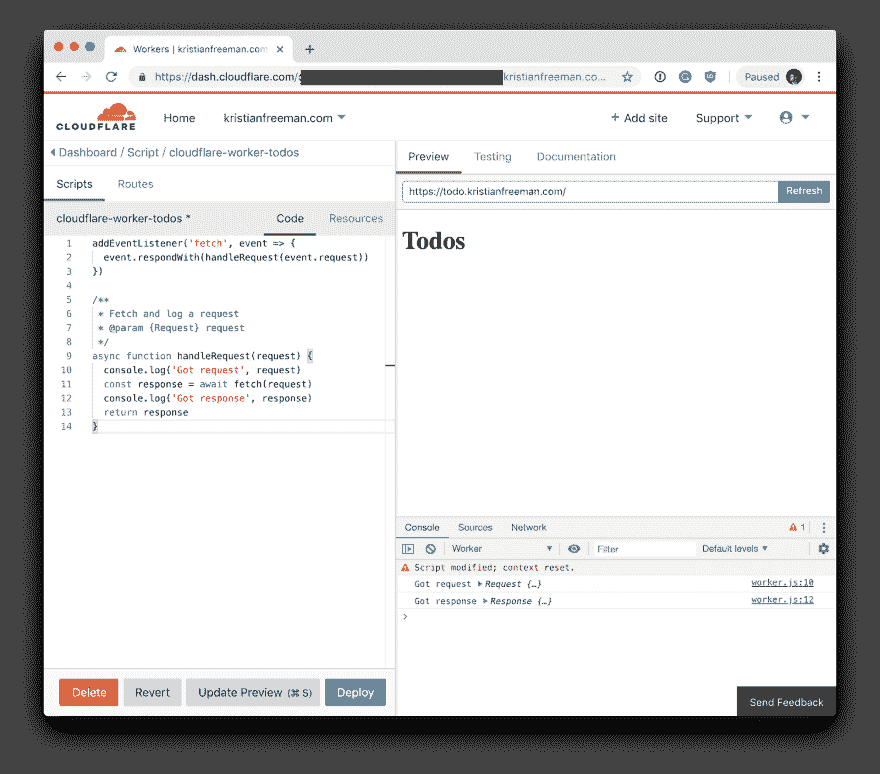 Workers | kristianfreeman.com
https://dash.cloudflare.com/
kristianfreeman.co...
Paused
CLOUDFLARE
Home
kristianfreeman.com
+ Add site
Support
Dashboard / Script / cloudflare-worker-todos
Scripts
Routes
cloudflare-worker-todos *
Code
Resources
1 addEventListener('fetch', event => {
2 event.respondWith(handleRequest(event.request))
3 })
4
5 /**
6 * Fetch and log a request
7 * @param {Request} request
8 */
9 async function handleRequest(request) {
10 console.log('Got request', request)
11 const response = await fetch(request)
12 console.log('Got response', response)
13 return response
14 }
Delete
Revert
Update Preview (⌘ S)
Deploy
Preview
Testing
Documentation
https://todo.kristianfreeman.com/
Refresh
Todos
Console
Sources
Network
1
Worker
Filter
Default levels
Script modified; context reset.
Got request ▶Request {…} worker.js:10
Got response ▶Response {…} worker.js:12
>
Send Feedback